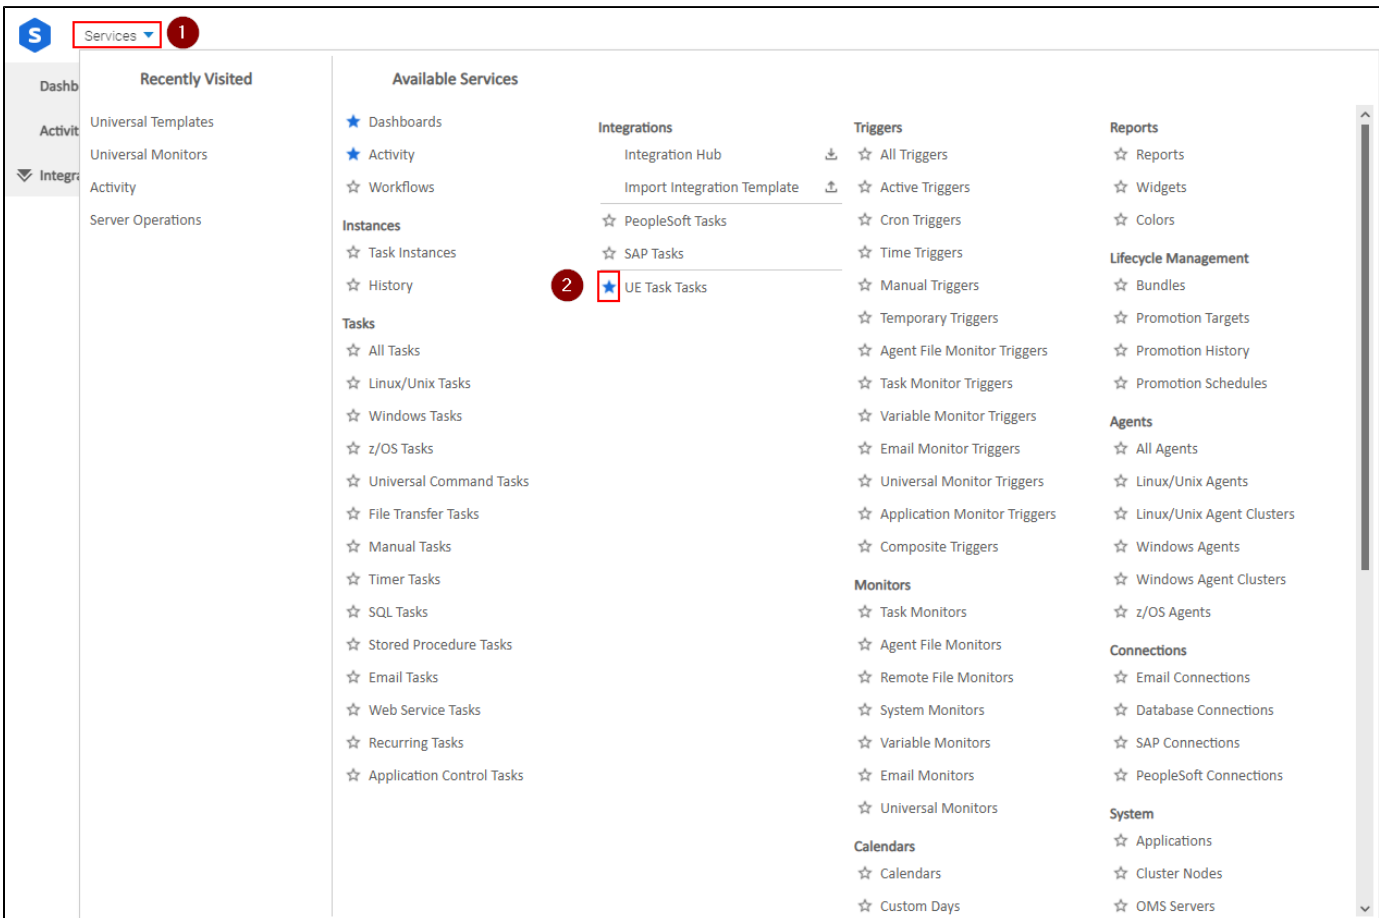 S
Services
1
Dashb
Activit
Integra
Recently Visited
Universal Templates
Universal Monitors
Activity
Server Operations
Available Services
Dashboards
Activity
Workflows
Instances
Task Instances
History
Tasks
All Tasks
Linux/Unix Tasks
Windows Tasks
z/OS Tasks
Universal Command Tasks
File Transfer Tasks
Manual Tasks
Timer Tasks
SQL Tasks
Stored Procedure Tasks
Email Tasks
Web Service Tasks
Recurring Tasks
Application Control Tasks
Integrations
Integration Hub
Import Integration Template
PeopleSoft Tasks
SAP Tasks
2
UE Task Tasks
Triggers
All Triggers
Active Triggers
Cron Triggers
Time Triggers
Manual Triggers
Temporary Triggers
Agent File Monitor Triggers
Task Monitor Triggers
Variable Monitor Triggers
Email Monitor Triggers
Universal Monitor Triggers
Application Monitor Triggers
Composite Triggers
Monitors
Task Monitors
Agent File Monitors
Remote File Monitors
System Monitors
Variable Monitors
Email Monitors
Universal Monitors
Calendars
Calendars
Custom Days
Reports
Reports
Widgets
Colors
Lifecycle Management
Bundles
Promotion Targets
Promotion History
Promotion Schedules
Agents
All Agents
Linux/Unix Agents
Linux/Unix Agent Clusters
Windows Agents
Windows Agent Clusters
z/OS Agents
Connections
Email Connections
Database Connections
SAP Connections
PeopleSoft Connections
System
Applications
Cluster Nodes
OMS Servers